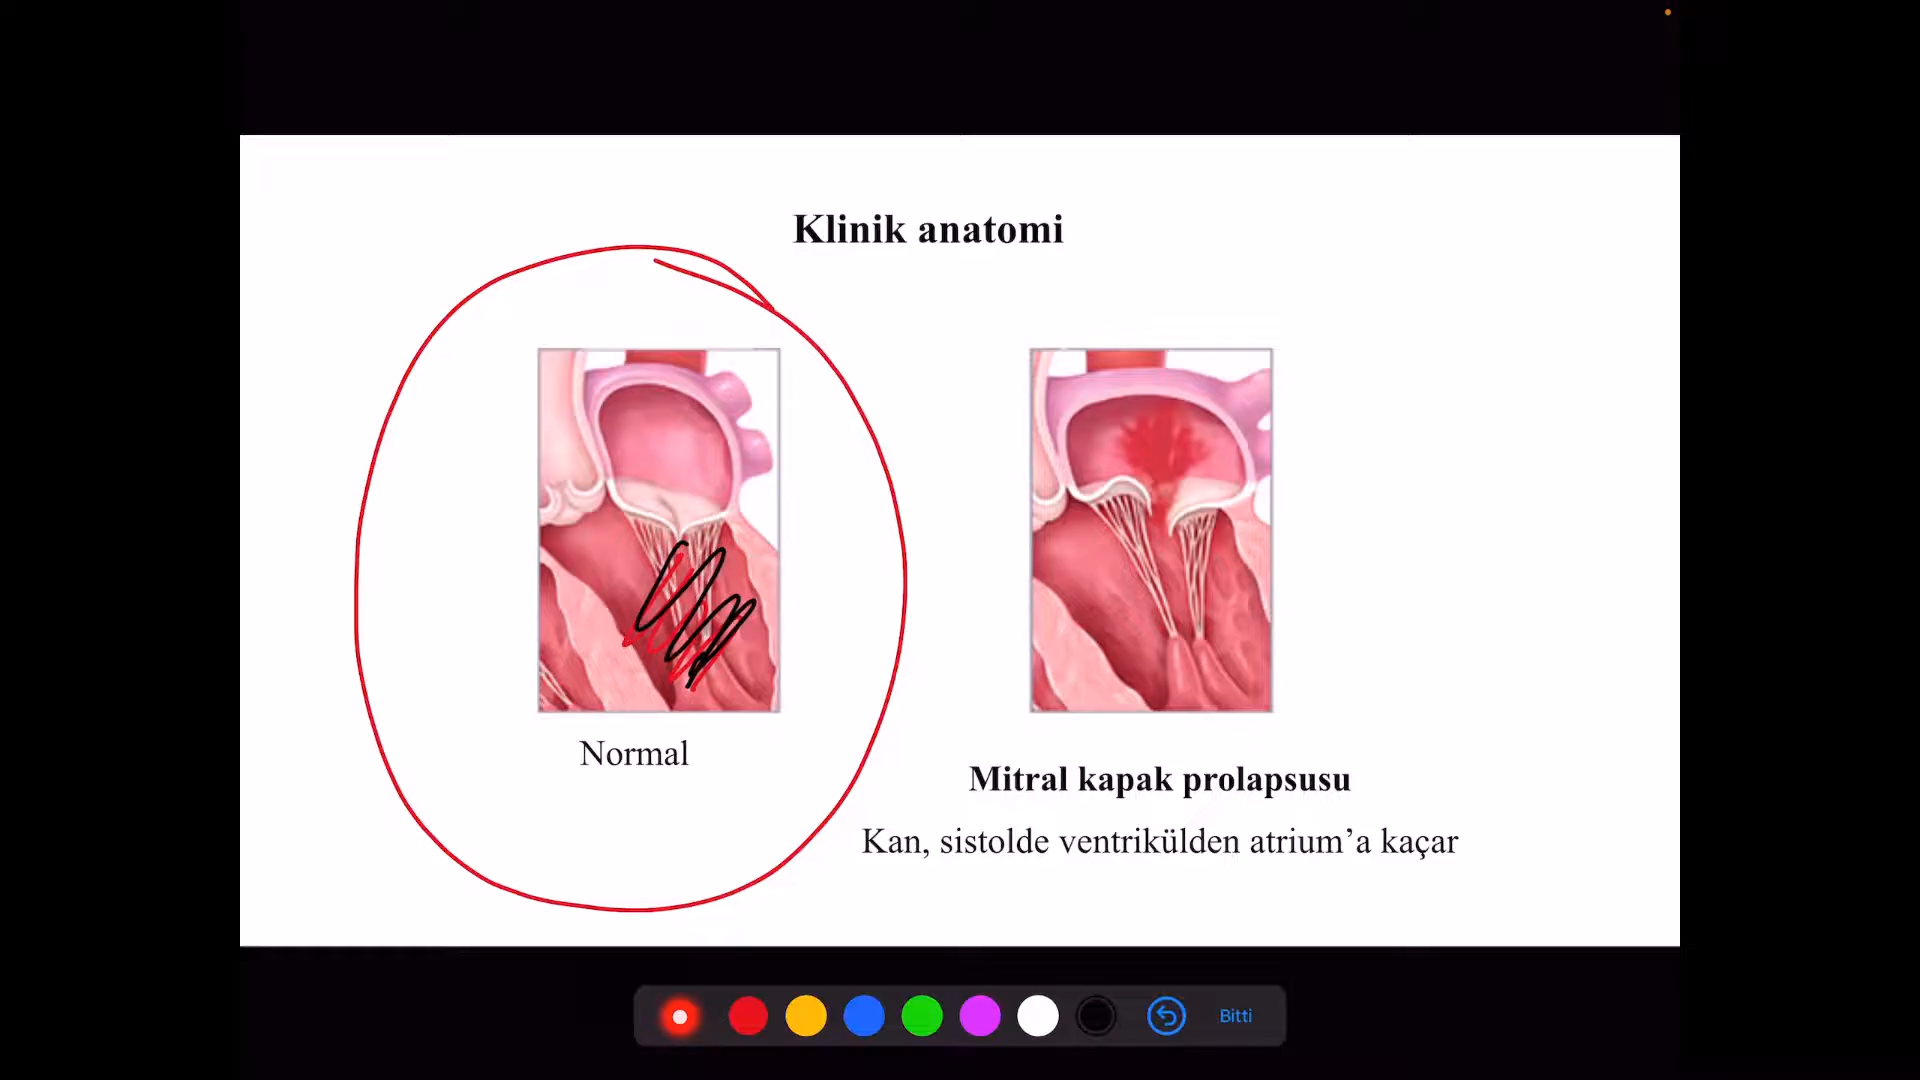 Klinik anatomi
Normal
Mitral kapak prolapsusu
Kan, sistolde ventrikülden atrium’a kaçar
Bitti